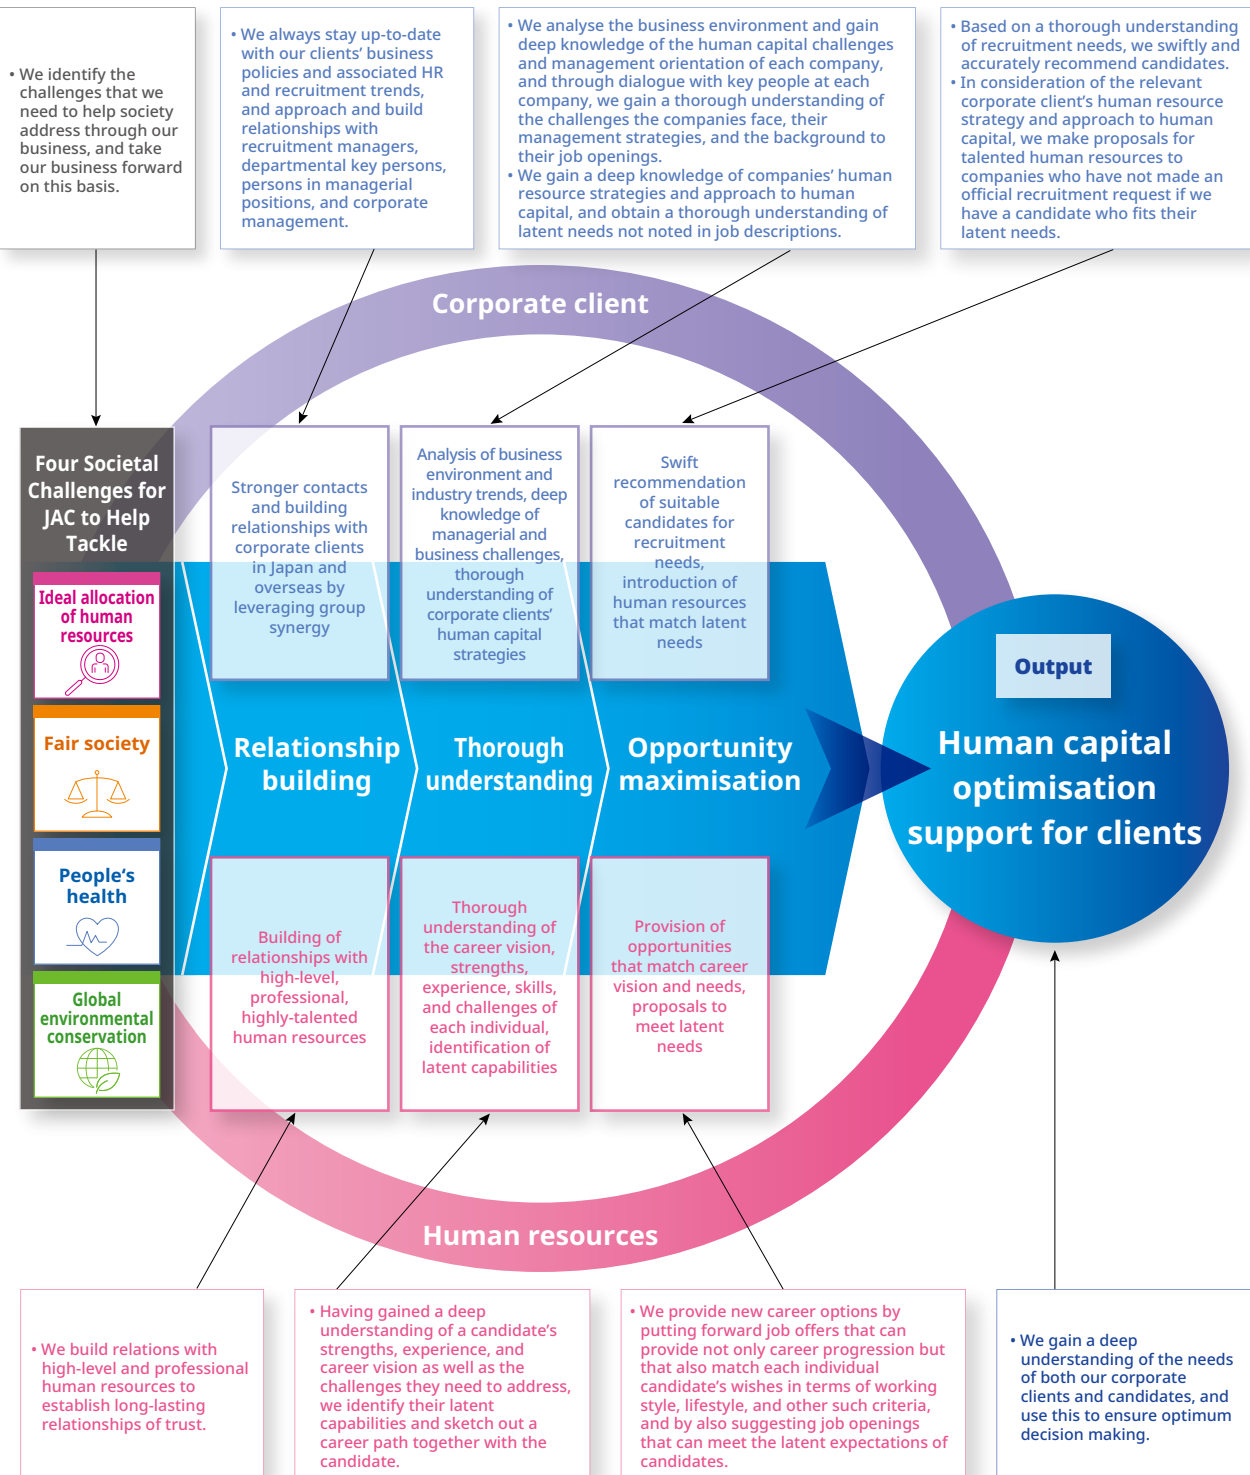 • We identify the
challenges that we
need to help society
address through our
business, and take
our business forward
on this basis.
• We always stay up-to-date
with our clients’ business
policies and associated HR
and recruitment trends,
and approach and build
relationships with
recruitment managers,
departmental key persons,
persons in managerial
positions, and corporate
management.
• We analyse the business environment and gain
deep knowledge of the human capital challenges
and management orientation of each company,
and through dialogue with key people at each
company, we gain a thorough understanding of
the challenges the companies face, their
management strategies, and the background to
their job openings.
• We gain a deep knowledge of companies’ human
resource strategies and approach to human
capital, and obtain a thorough understanding of
latent needs not noted in job descriptions.
• Based on a thorough understanding
of recruitment needs, we swiftly and
accurately recommend candidates.
• In consideration of the relevant
corporate client’s human resource
strategy and approach to human
capital, we make proposals for
talented human resources to
companies who have not made an
official recruitment request if we
have a candidate who fits their
latent needs.
Corporate client
Four Societal
Challenges for
JAC to Help
Tackle
Ideal allocation
of human
resources
Fair society
People‘s
health
Global
environmental
conservation
Stronger contacts
and building
relationships with
corporate clients
in Japan and
overseas by
leveraging group
synergy
Analysis of business
environment and
industry trends, deep
knowledge of
managerial and
business challenges,
thorough
understanding of
corporate clients’
human capital
strategies
Swift
recommendation
of suitable
candidates for
recruitment
needs,
introduction of
human resources
that match latent
needs
Relationship
building
Thorough
understanding
Opportunity
maximisation
Output
Human capital
optimisation
support for clients
Building of
relationships with
high-level,
professional,
highly-talented
human resources
Thorough
understanding of
the career vision,
strengths,
experience, skills,
and challenges of
each individual,
identification of
latent capabilities
Provision of
opportunities
that match career
vision and needs,
proposals to
meet latent
needs
Human resources
• We build relations with
high-level and professional
human resources to
establish long-lasting
relationships of trust.
• Having gained a deep
understanding of a candidate’s
strengths, experience, and
career vision as well as the
challenges they need to address,
we identify their latent
capabilities and sketch out a
career path together with the
candidate.
• We provide new career options by
putting forward job offers that can
provide not only career progression but
that also match each individual
candidate’s wishes in terms of working
style, lifestyle, and other such criteria,
and by also suggesting job openings
that can meet the latent expectations of
candidates.
• We gain a deep
understanding of the needs
of both our corporate
clients and candidates, and
use this to ensure optimum
decision making.